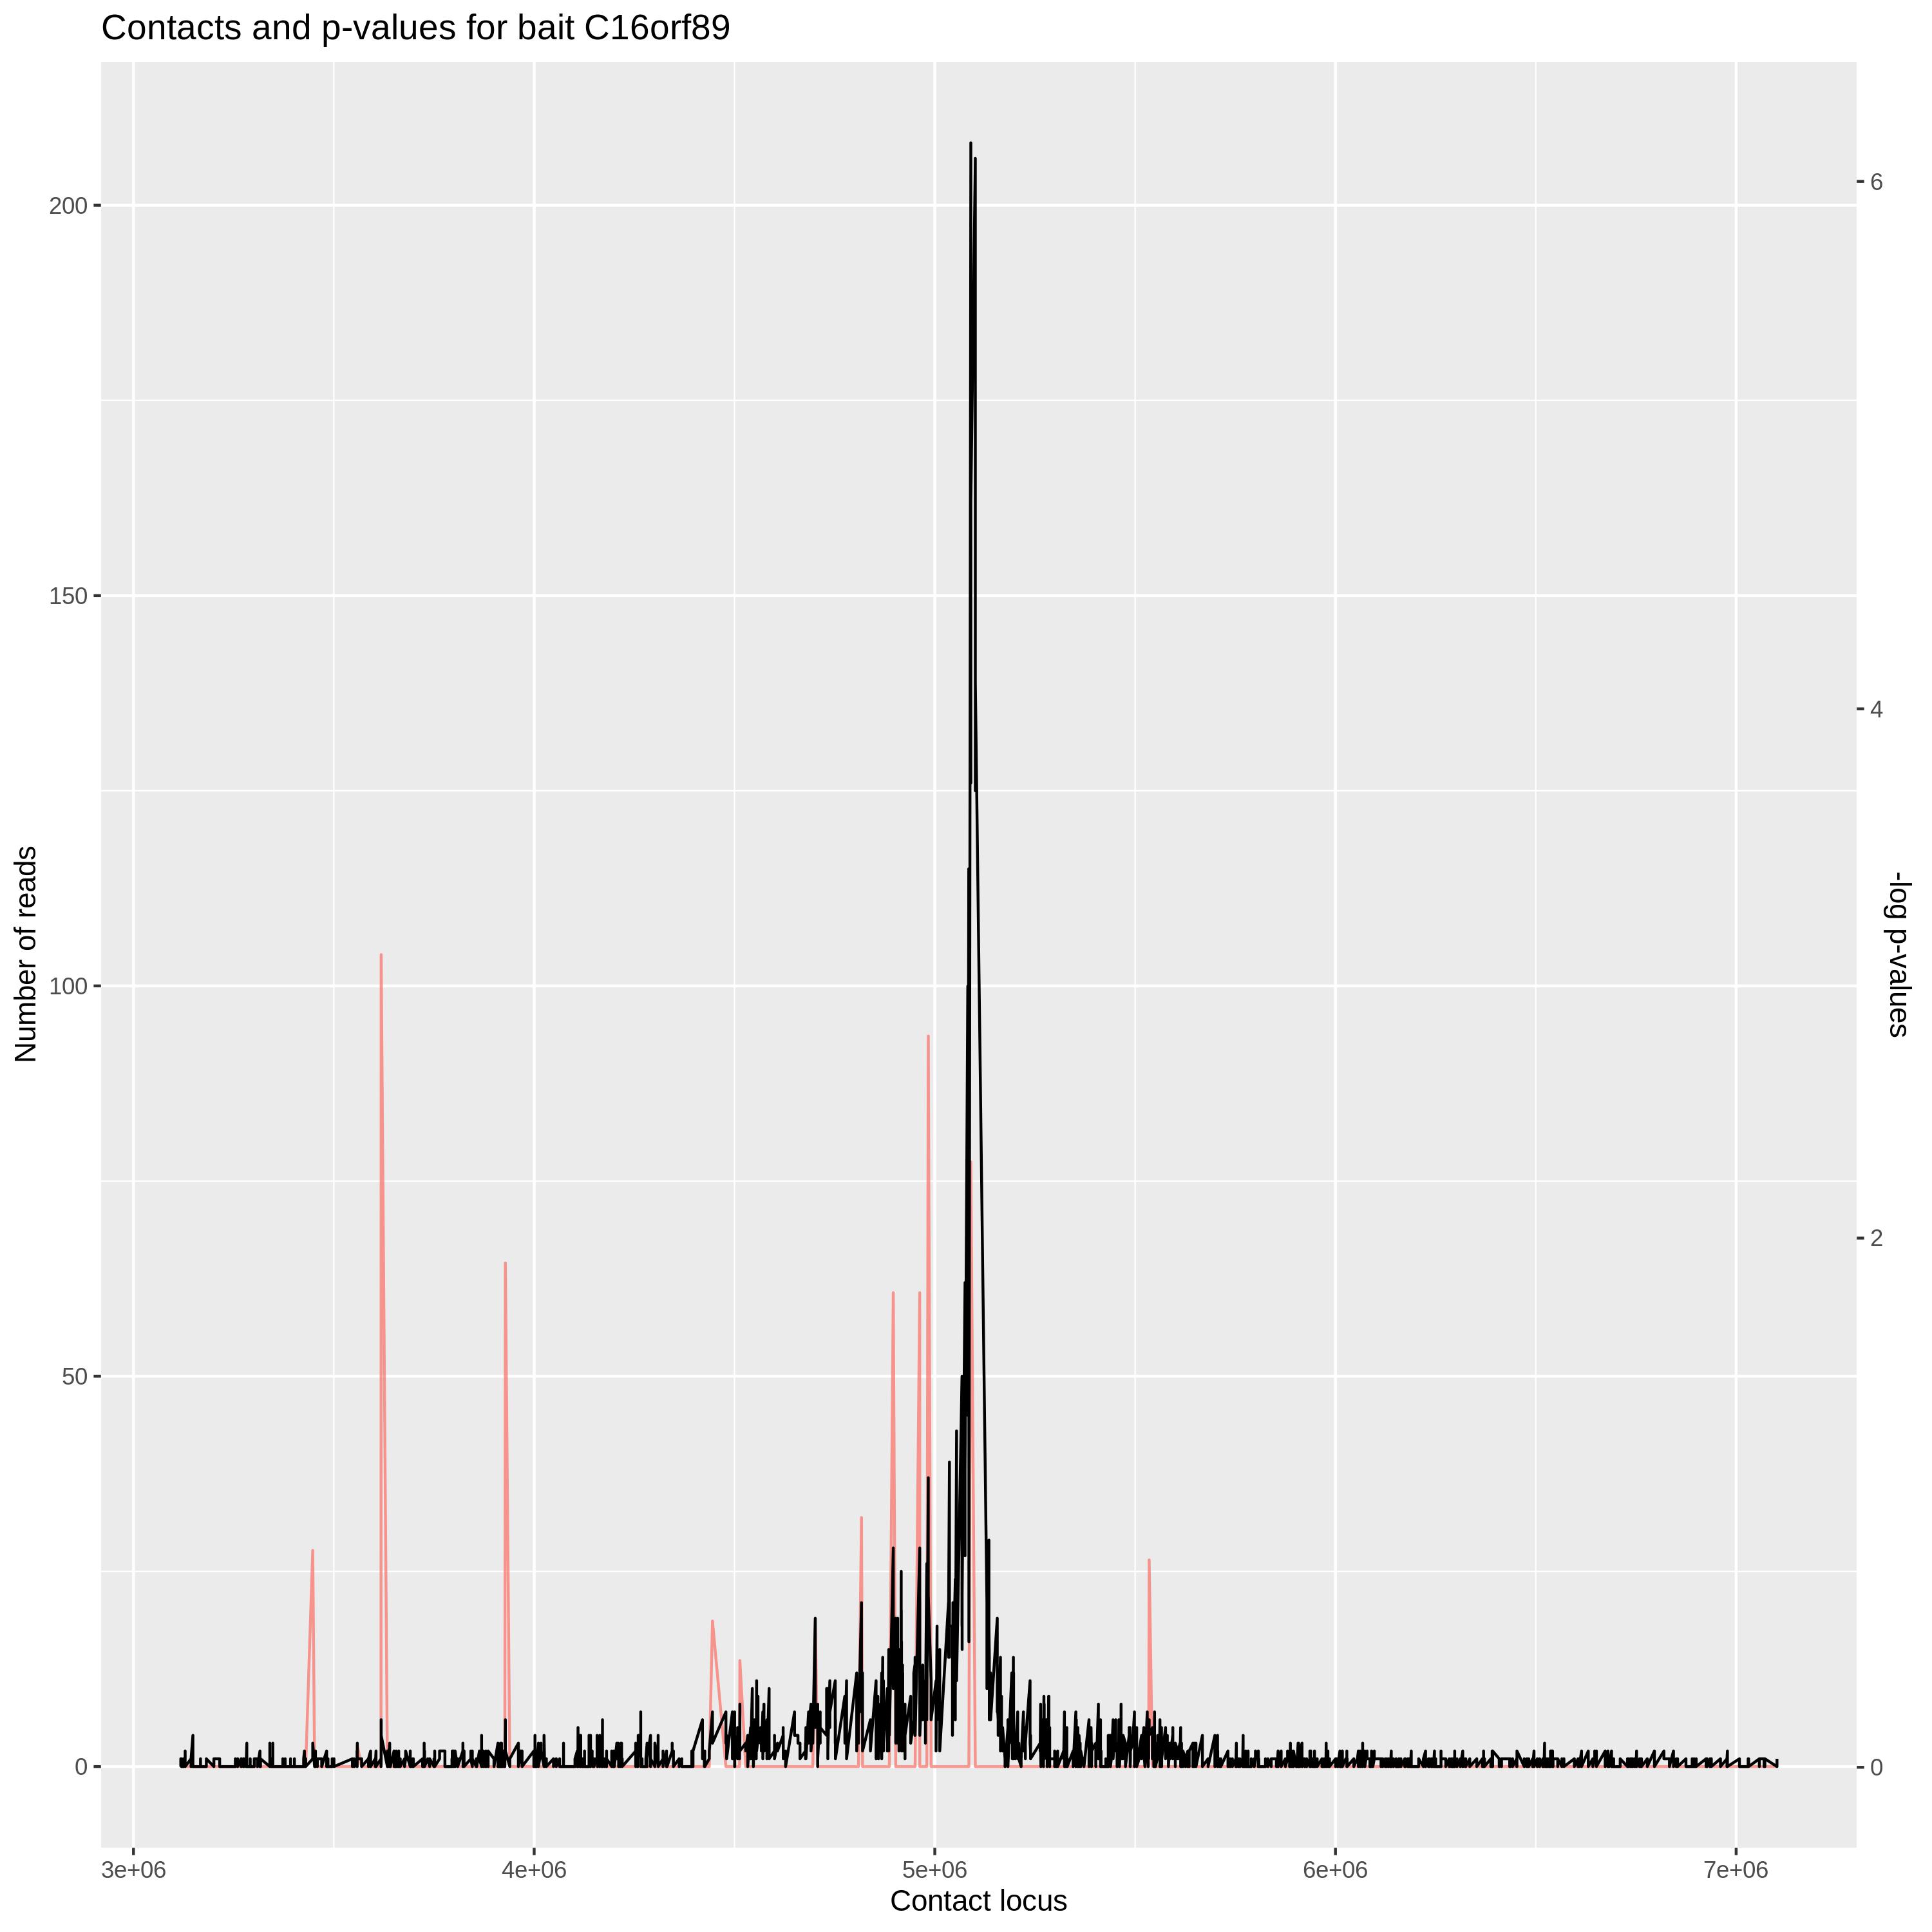 Contacts and p-values for bait C16orf89
200
150
100
50
0
Number of reads
6
4
2
0
-log p-values
3e+06 4e+06 5e+06 6e+06 7e+06
Contact locus